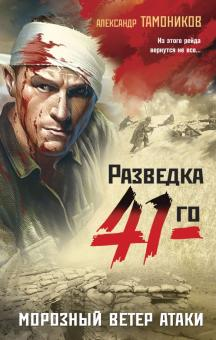 АЛЕКСАНДР ТАМОНИКОВ
Из этого рейда
вернутся не все...
РАЗВЕДКА
41-ГО
МОРОЗНЫЙ ВЕТЕР АТАКИ